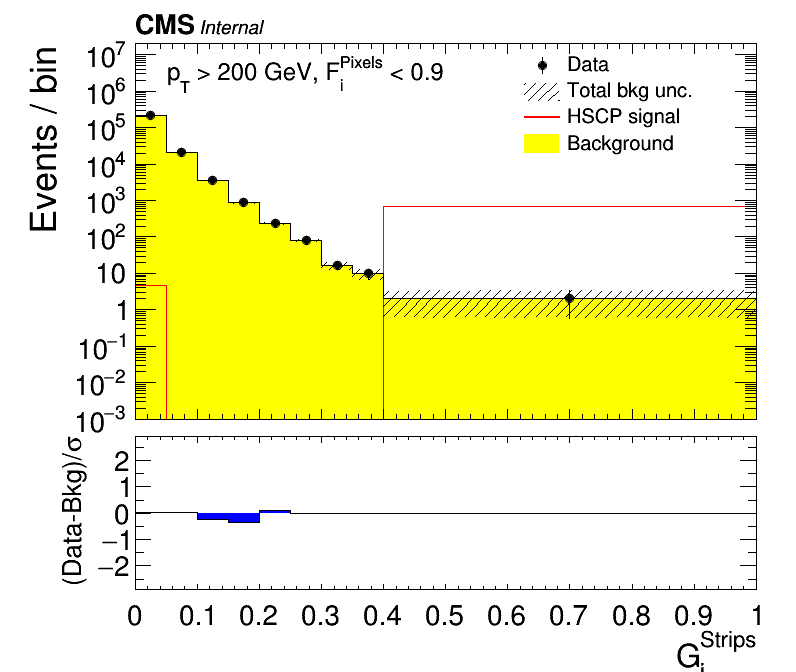 CMS Internal
p_T > 200 GeV, F_i^Pixels < 0.9
Data
Total bkg unc.
HSCP signal
Background
Events / bin
10^7
10^6
10^5
10^4
10^3
10^2
10
1
10^−1
10^−2
10^−3
(Data-Bkg)/σ
2
1
0
−1
−2
0 0.1 0.2 0.3 0.4 0.5 0.6 0.7 0.8 0.9 1
G_i^Strips